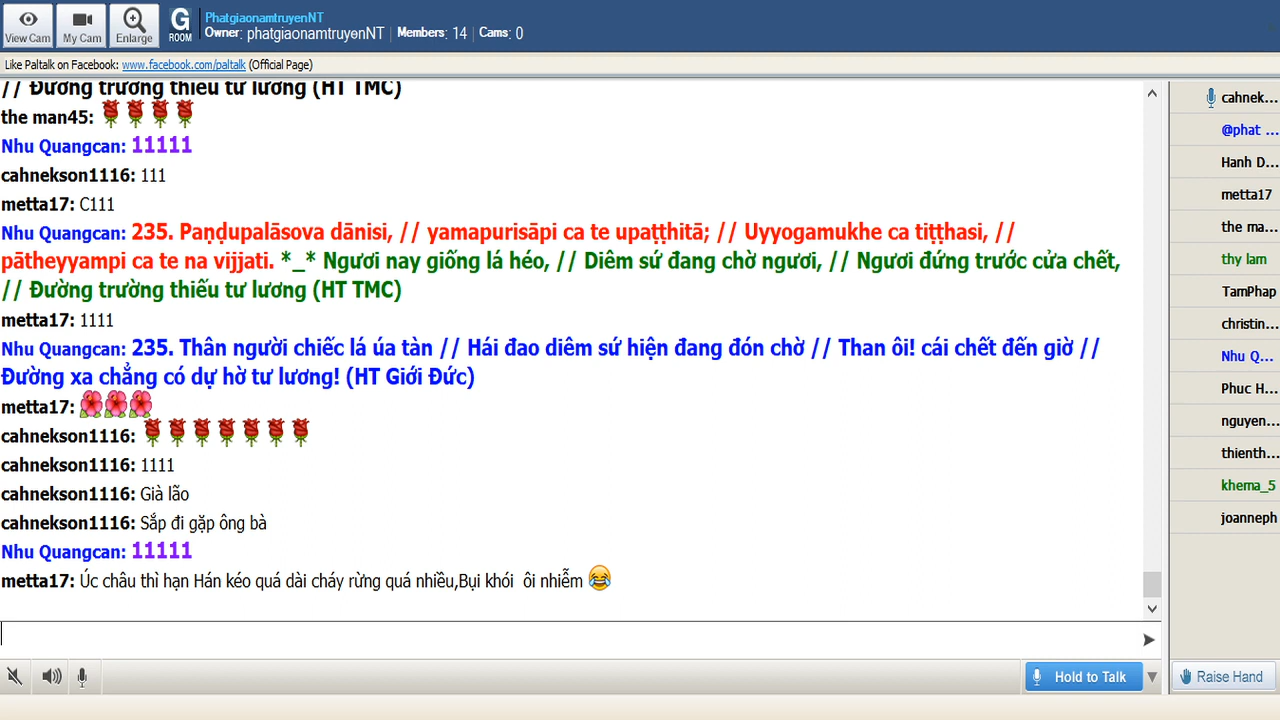 View Cam
My Cam
Enlarge
G
ROOM
PhatgiaonamtruyenNT
Owner: phatgiaonamtruyenNT | Members: 14 | Cams: 0
Like Paltalk on Facebook: www.facebook.com/paltalk (Official Page)
// Đường trường thiếu tư lương (HT TMC)
the man45:
Nhu Quangcan: 11111
cahnekson1116: 111
metta17: C111
Nhu Quangcan: 235. Paṇḍupalāsova dānisi, // yamapurisāpi ca te upaṭṭhitā; // Uyyogamukhe ca tiṭṭhasi, //
pātheyyampi ca te na vijjati. *_* Ngươi nay giống lá héo, // Diêm sứ đang chờ ngươi, // Ngươi đứng trước cửa chết,
// Đường trường thiếu tư lương (HT TMC)
metta17: 1111
Nhu Quangcan: 235. Thân người chiếc lá úa tàn // Hái đao diêm sứ hiện đang đón chờ // Than ôi! cái chết đến giờ //
Đường xa chẳng có dự hờ tư lương! (HT Giới Đức)
metta17:
cahnekson1116:
cahnekson1116: 1111
cahnekson1116: Già lão
cahnekson1116: Sắp đi gặp ông bà
Nhu Quangcan: 11111
metta17: Úc châu thì hạn Hán kéo quá dài cháy rừng quá nhiều,Bụi khói ôi nhiễm
cahnek...
@phat ...
Hanh D...
metta17
the ma...
thy lam
TamPhap
christin...
Nhu Q...
Phuc H...
nguyen...
thienth...
khema_5
joanneph
Hold to Talk
Raise Hand